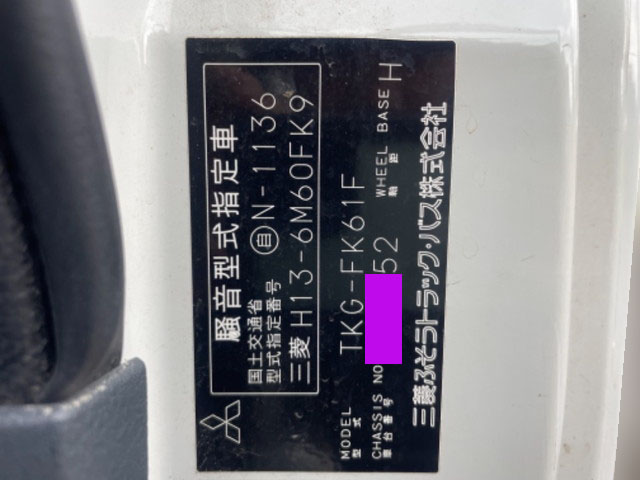 騒音型式指定車
国土交通省
型式指定番号
自 N-1136
三菱 H13-6M60FK9
MODEL
型式
TKG-FK61F
CHASSIS NO
車台番号
52
WHEEL BASE
軸距
H
三菱ふそうトラック・バス株式会社